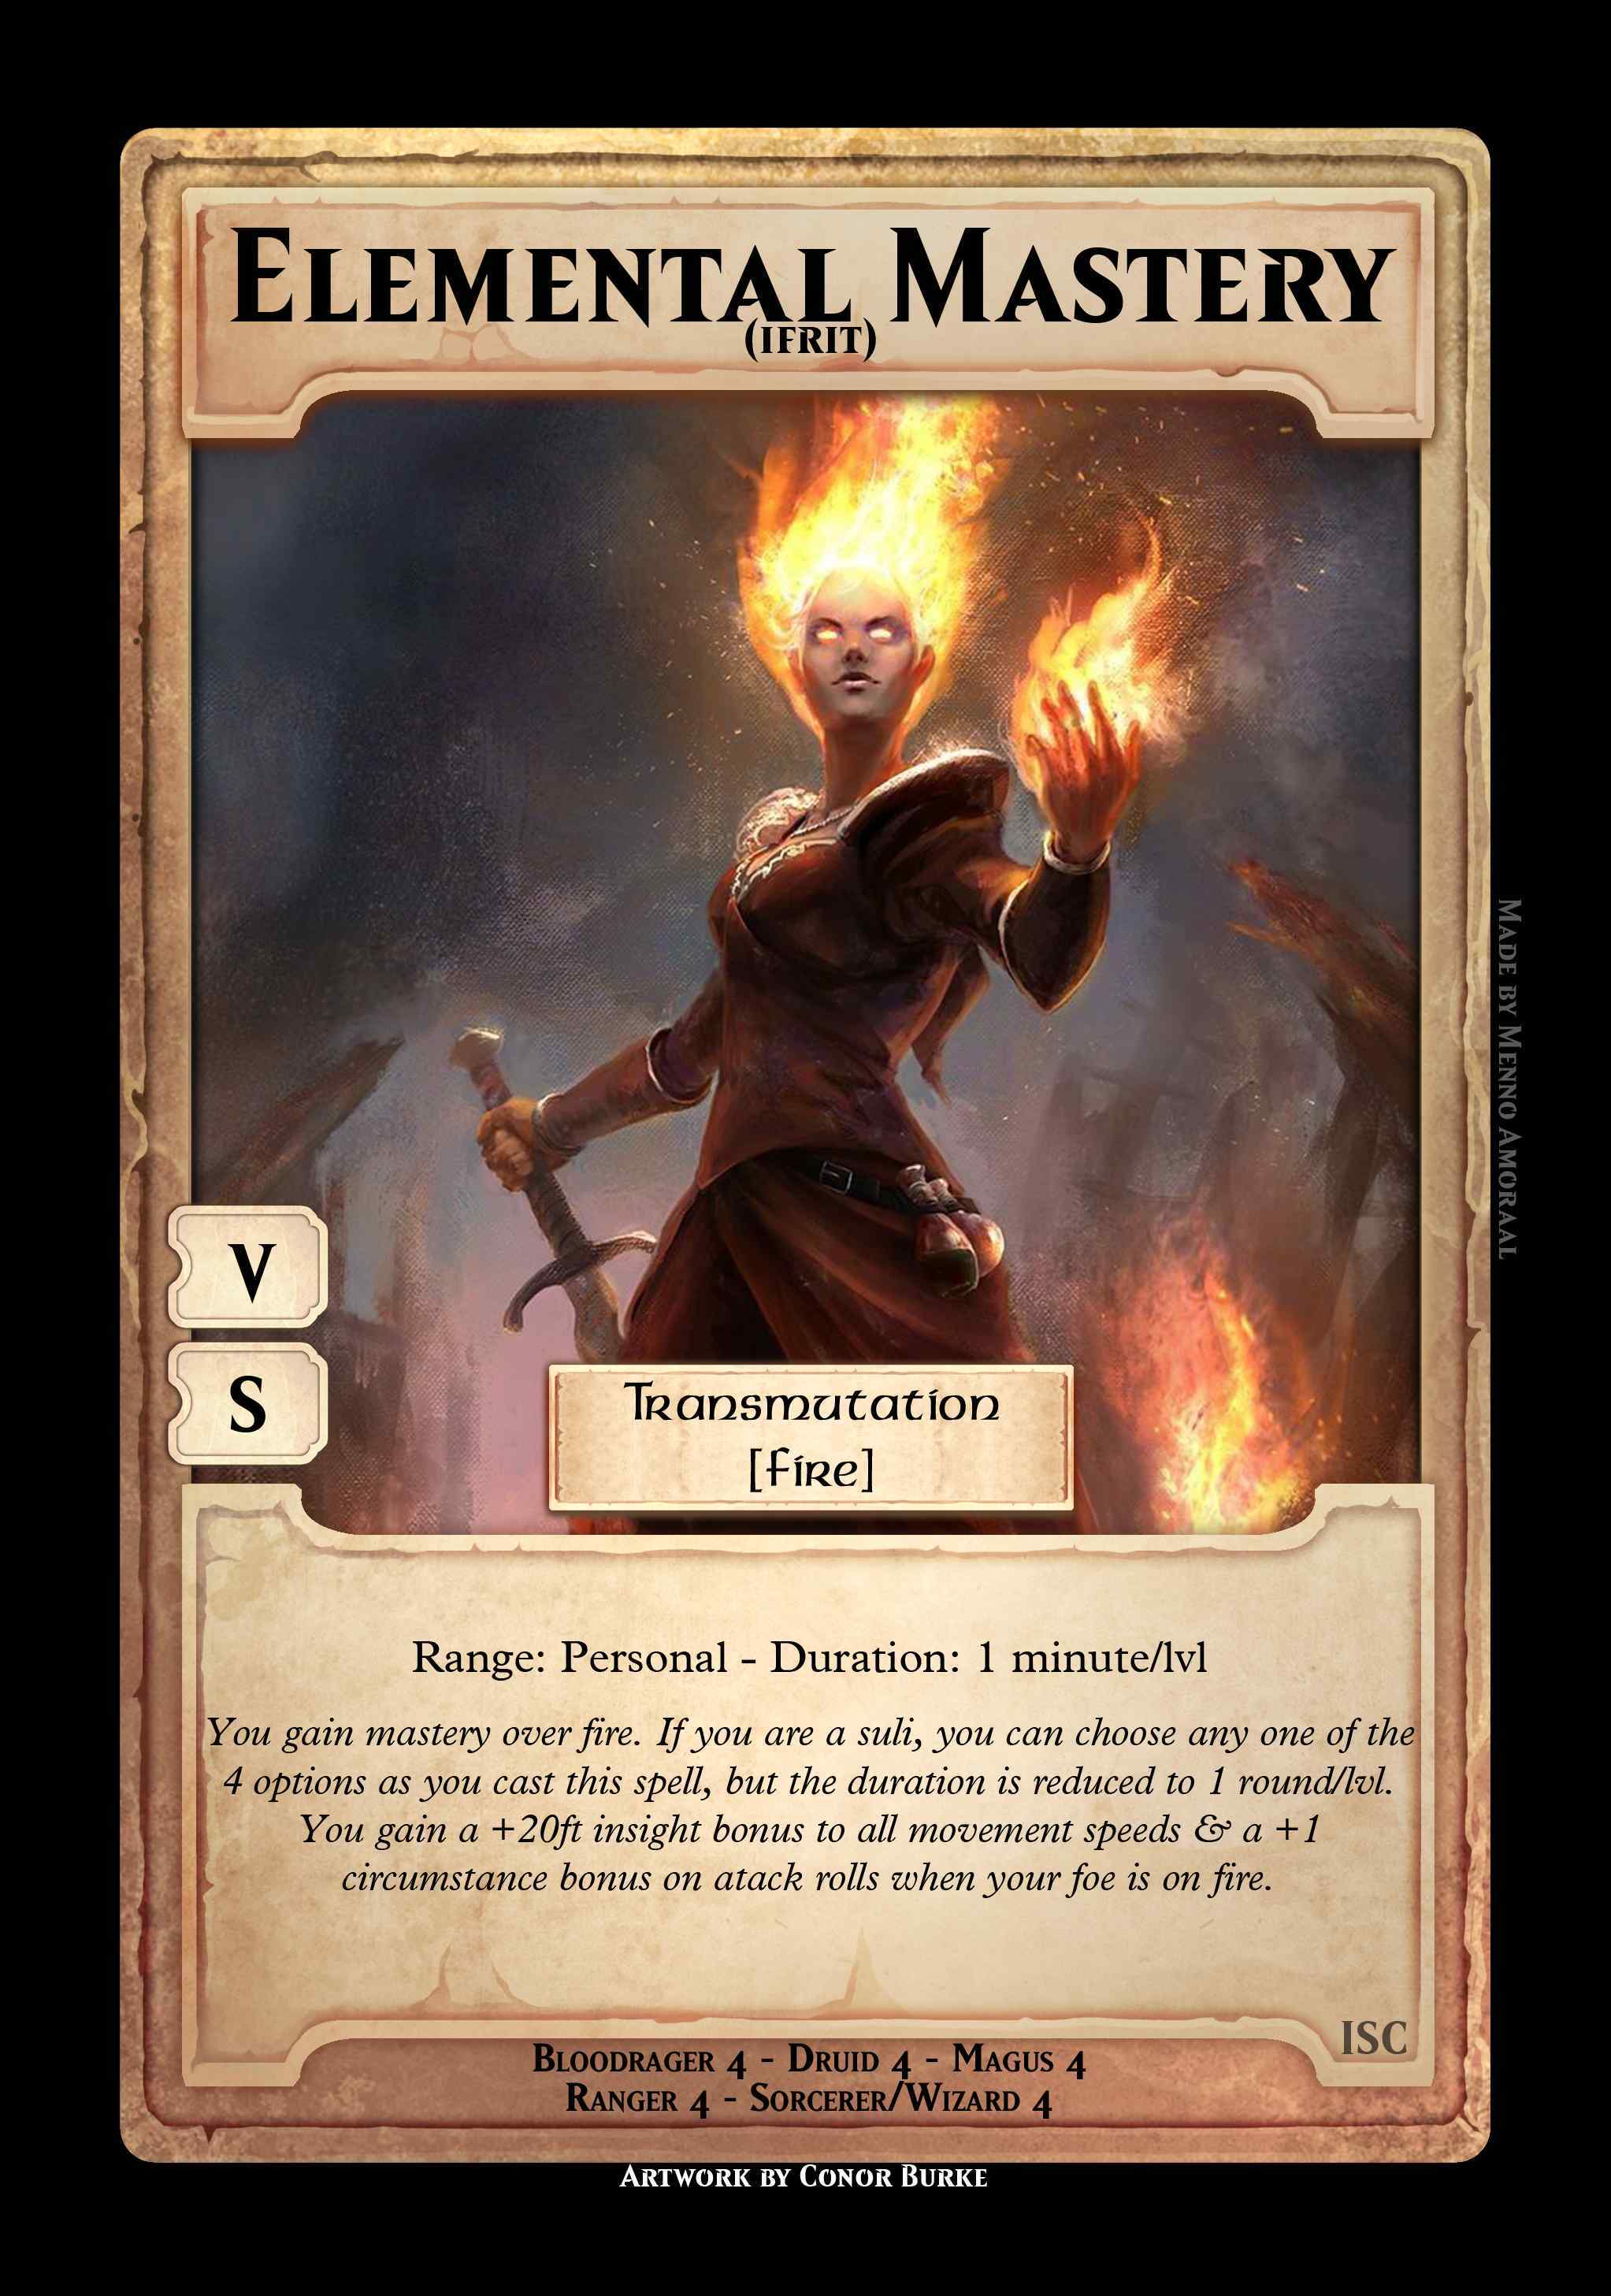 Elemental Mastery
(ifrit)
V
S
Transmutation
[Fire]
Range: Personal - Duration: 1 minute/lvl
You gain mastery over fire. If you are a suli, you can choose any one of the
4 options as you cast this spell, but the duration is reduced to 1 round/lvl.
You gain a +20ft insight bonus to all movement speeds & a +1
circumstance bonus on atack rolls when your foe is on fire.
ISC
Bloodrager 4 - Druid 4 - Magus 4
Ranger 4 - Sorcerer/Wizard 4
Artwork by Conor Burke
Made by Menno Amoraal